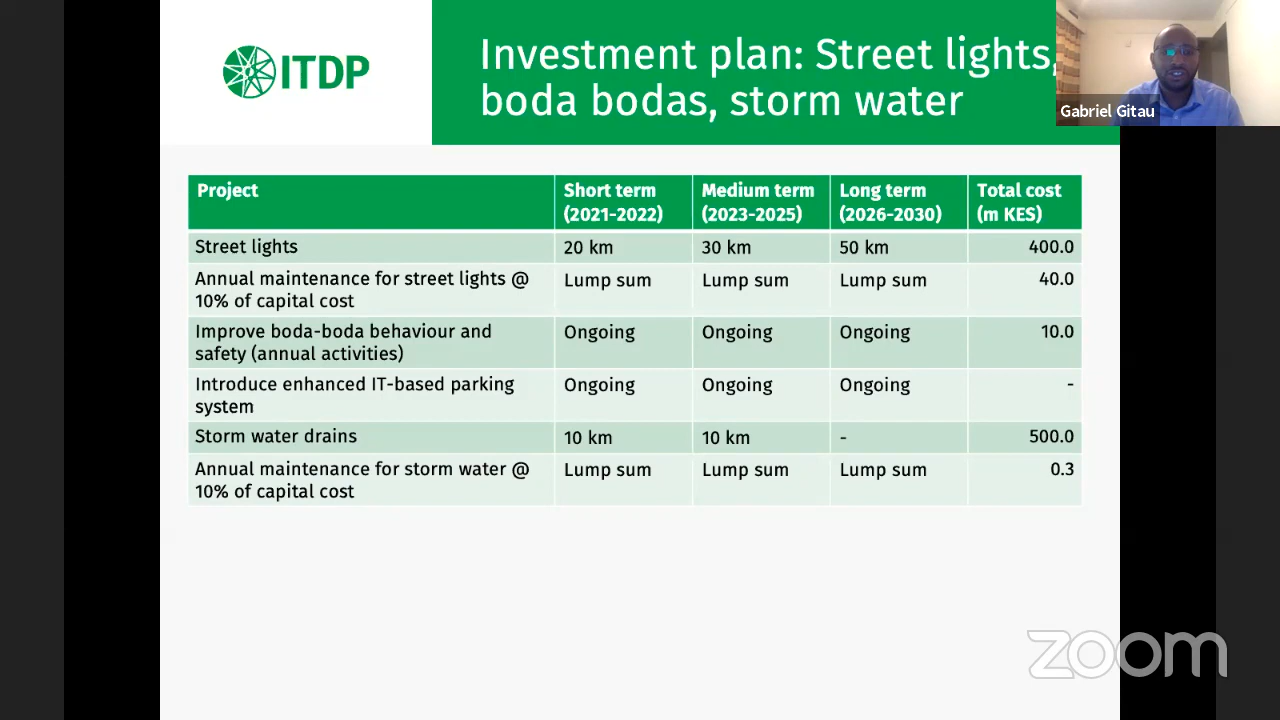 ITDP
Investment plan: Street lights,
boda bodas, storm water
Gabriel Gitau
Project
Short term
(2021-2022)
Medium term
(2023-2025)
Long term
(2026-2030)
Total cost
(m KES)
Street lights
20 km
30 km
50 km
400.0
Annual maintenance for street lights @
10% of capital cost
Lump sum
Lump sum
Lump sum
40.0
Improve boda-boda behaviour and
safety (annual activities)
Ongoing
Ongoing
Ongoing
10.0
Introduce enhanced IT-based parking
system
Ongoing
Ongoing
Ongoing
-
Storm water drains
10 km
10 km
-
500.0
Annual maintenance for storm water @
10% of capital cost
Lump sum
Lump sum
Lump sum
0.3
zoom